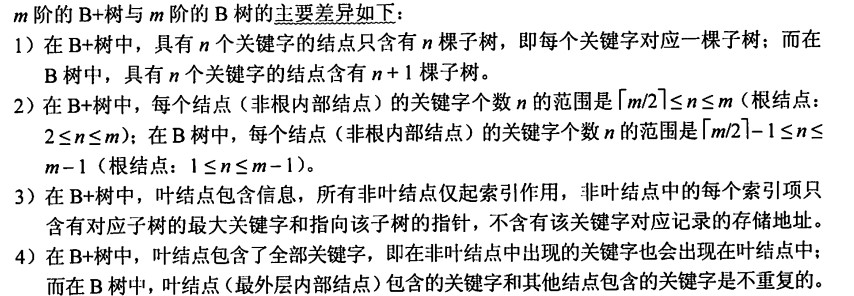 m 阶的 B+树与 m 阶的 B 树的主要差异如下：
1）在 B+树中，具有 n 个关键字的结点只含有 n 棵子树，即每个关键字对应一棵子树；而在
B 树中，具有 n 个关键字的结点含有 n + 1 棵子树。
2）在 B+树中，每个结点（非根内部结点）的关键字个数 n 的范围是⌈m/2⌉≤n≤m（根结点：
2≤n≤m）；在 B 树中，每个结点（非根内部结点）的关键字个数 n 的范围是⌈m/2⌉−1≤n≤
m−1（根结点：1≤n≤m−1）。
3）在 B+树中，叶结点包含信息，所有非叶结点仅起索引作用，非叶结点中的每个索引项只
含有对应子树的最大关键字和指向该子树的指针，不含有该关键字对应记录的存储地址。
4）在 B+树中，叶结点包含了全部关键字，即在非叶结点中出现的关键字也会出现在叶结点中；
而在 B 树中，叶结点（最外层内部结点）包含的关键字和其他结点包含的关键字是不重复的。